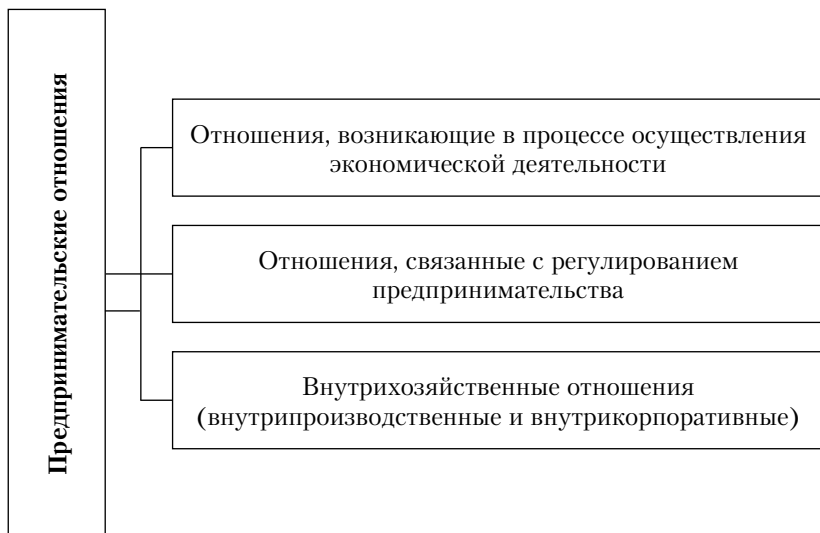 Предпринимательские отношения
Отношения, возникающие в процессе осуществления
экономической деятельности
Отношения, связанные с регулированием
предпринимательства
Внутрихозяйственные отношения
(внутрипроизводственные и внутрикорпоративные)